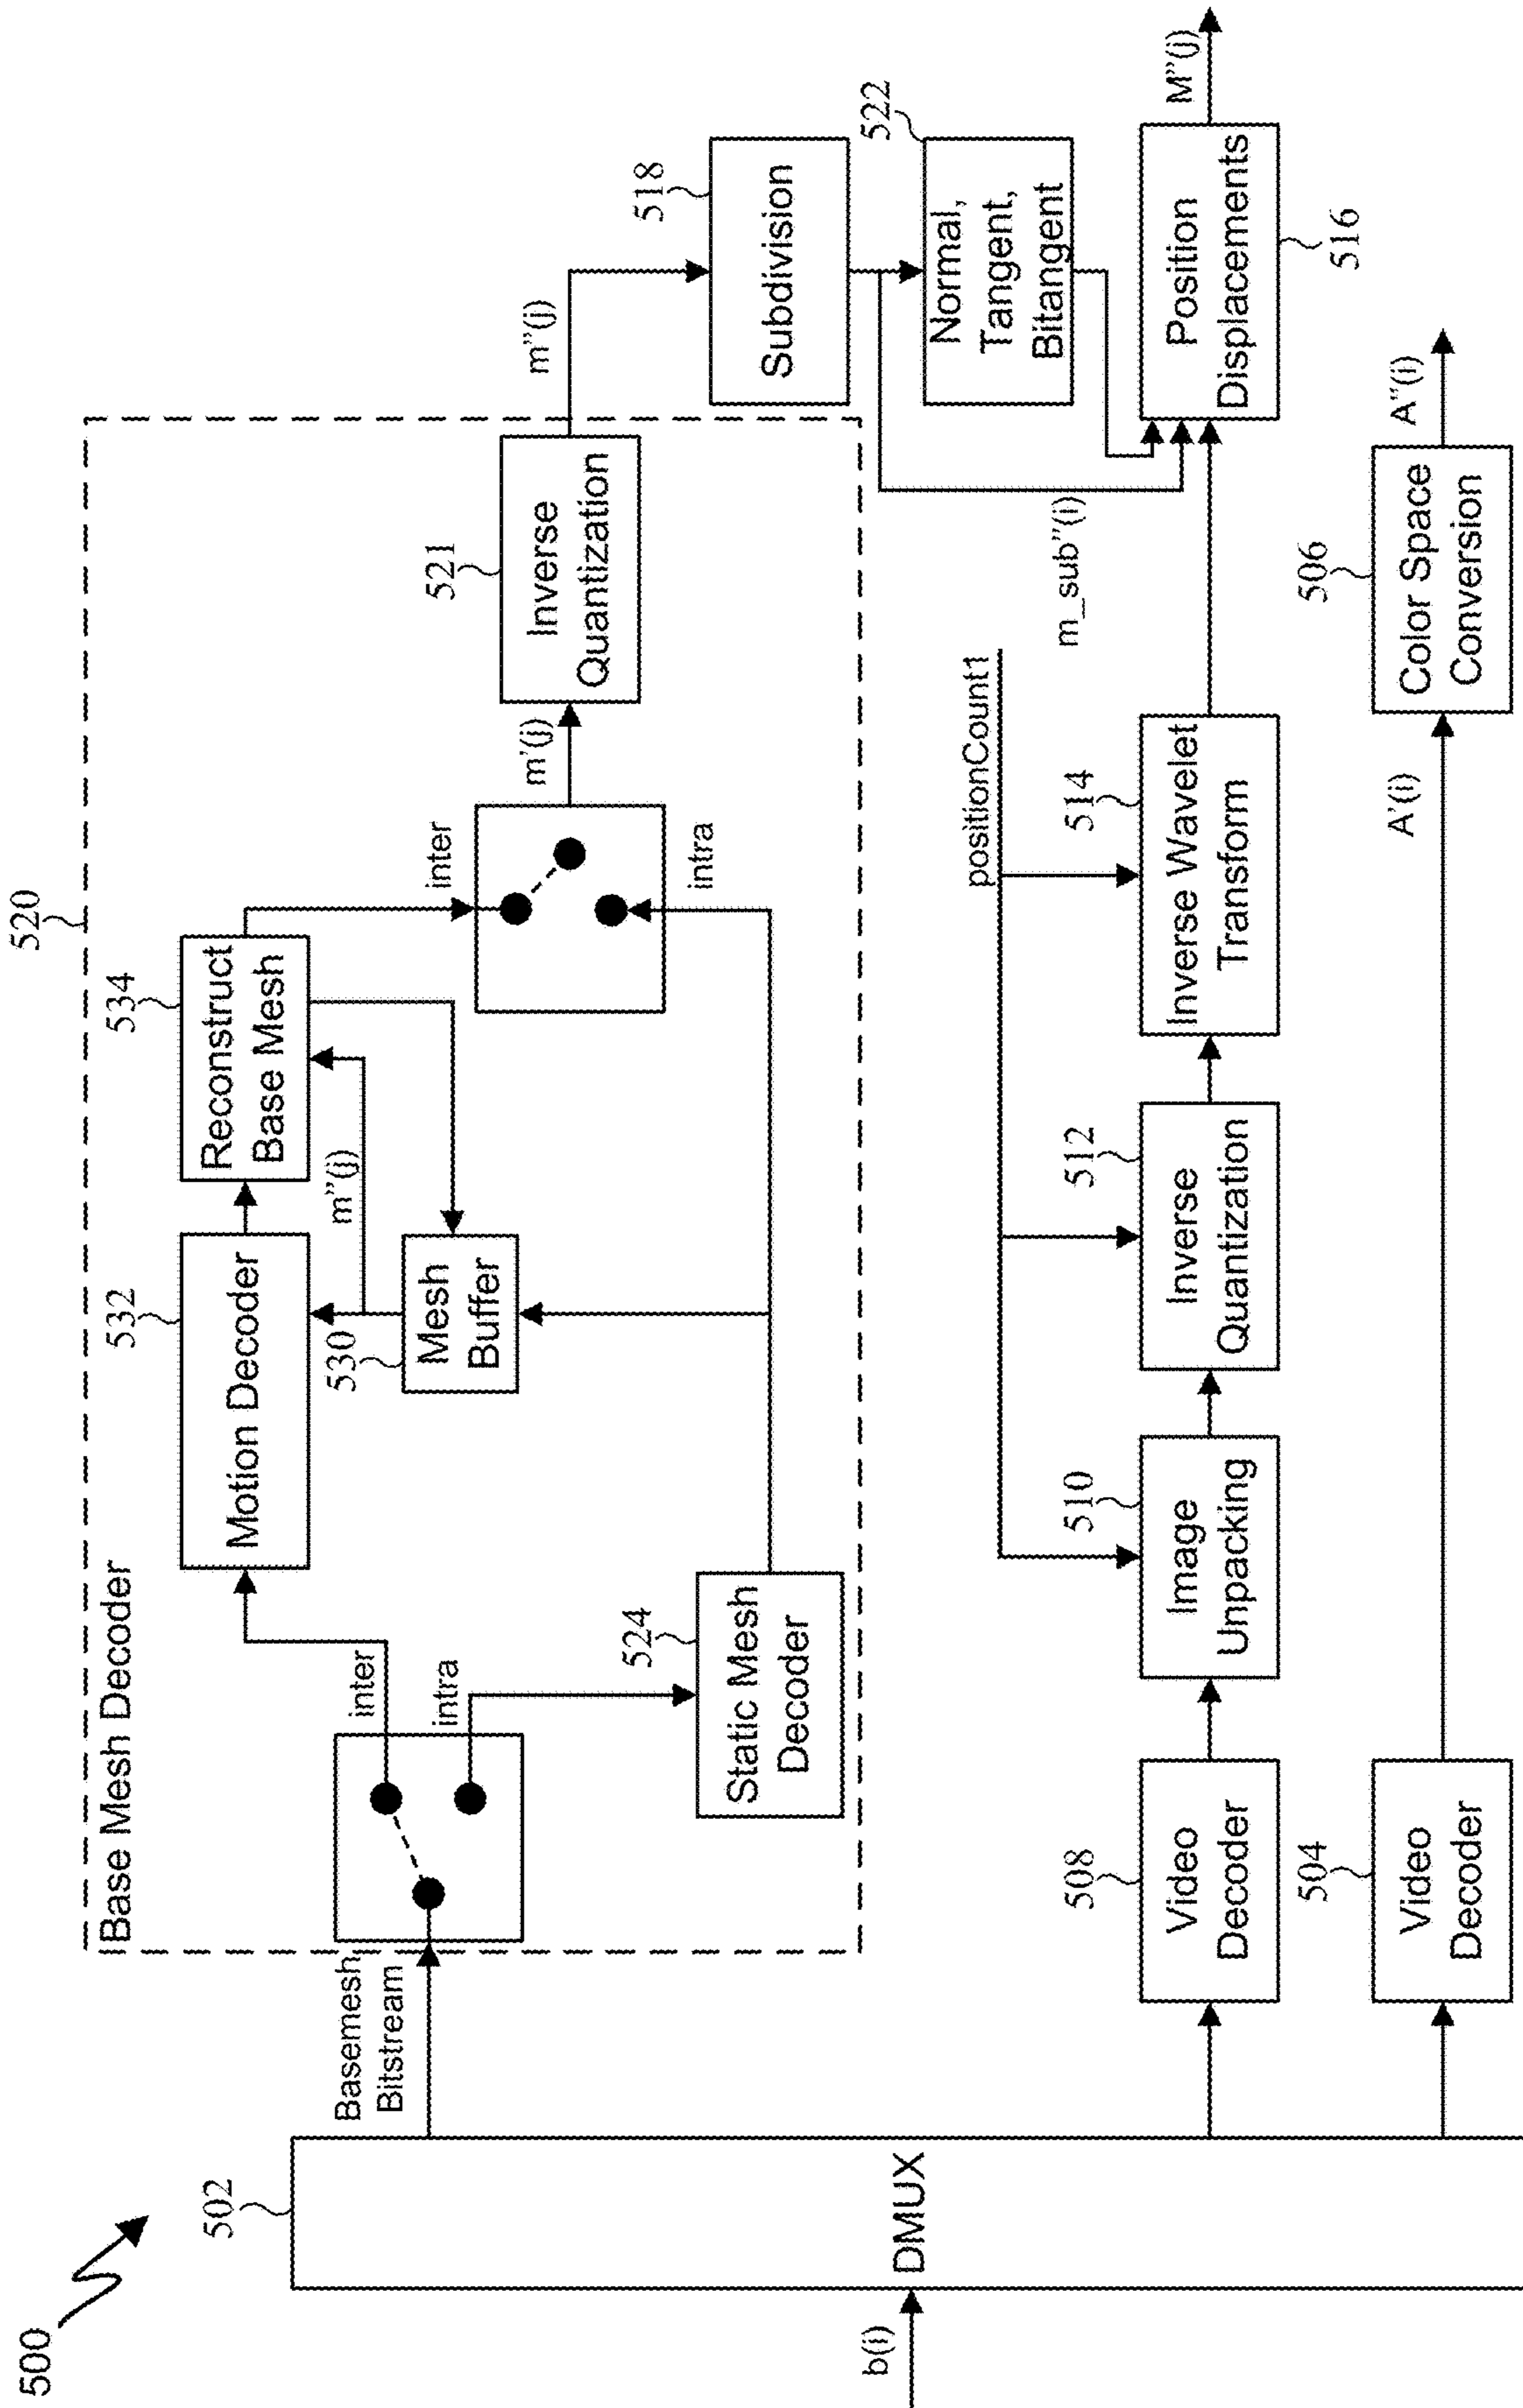 500
502
b(i)
DMUX
Basemesh
Bitstream
520
Base Mesh Decoder
inter
intra
532
Motion Decoder
534
Reconstruct
Base Mesh
m"(j)
530
Mesh
Buffer
524
Static Mesh
Decoder
inter
intra
m'(j)
521
Inverse
Quantization
m"(j)
518
Subdivision
522
Normal,
Tangent,
Bitangent
m_sub"(i)
positionCount1
508
Video
Decoder
510
Image
Unpacking
512
Inverse
Quantization
514
Inverse Wavelet
Transform
Position
Displacements
516
M"(j)
504
Video
Decoder
A'(i)
506
Color Space
Conversion
A"(i)